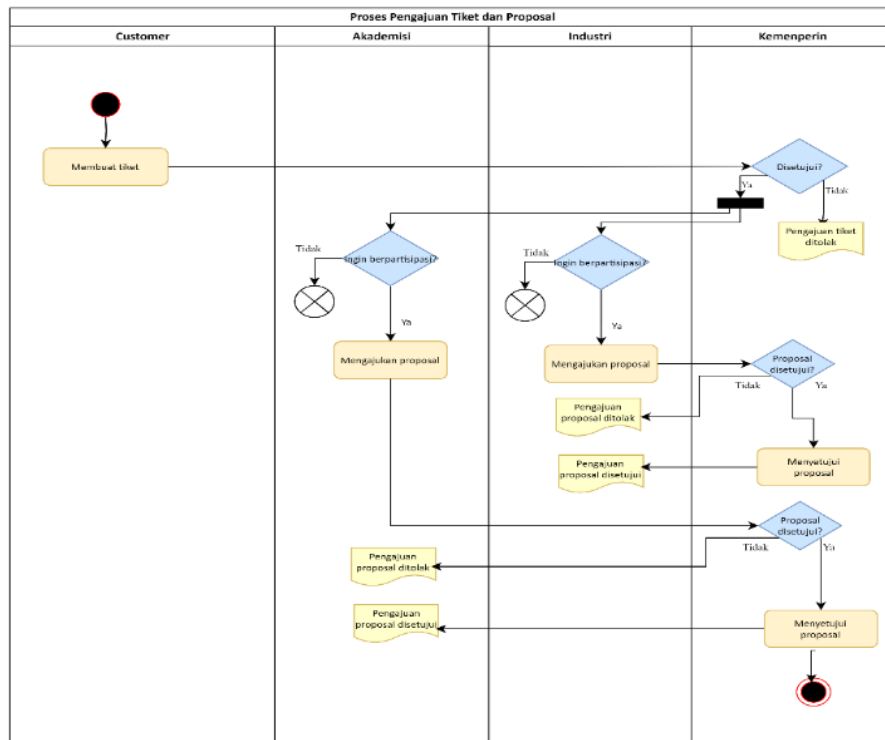 Proses Pengajuan Tiket dan Proposal
Customer
Akademisi
Industri
Kemenperin
Membuat tiket
Disetujui?
Ya
Tidak
Pengajuan tiket
ditolak
Tidak
Ingin berpartisipasi?
Tidak
Ingin berpartisipasi?
Ya
Ya
Mengajukan proposal
Mengajukan proposal
Proposal
disetujui?
Tidak
Ya
Pengajuan
proposal ditolak
Pengajuan
proposal disetujui
Menyetujui
proposal
Proposal
disetujui?
Tidak
Ya
Pengajuan
proposal ditolak
Pengajuan
proposal disetujui
Menyetujui
proposal